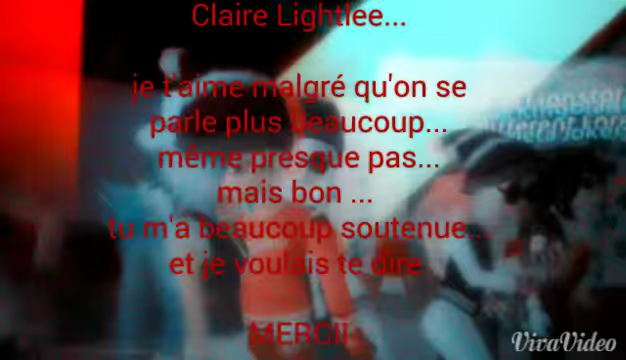 Claire Lightlee...
je t'aime malgré qu'on se
parle plus beaucoup...
même presque pas...
mais bon ...
tu m'a beaucoup soutenue...
et je voulais te dire
MERCII
VivaVideo